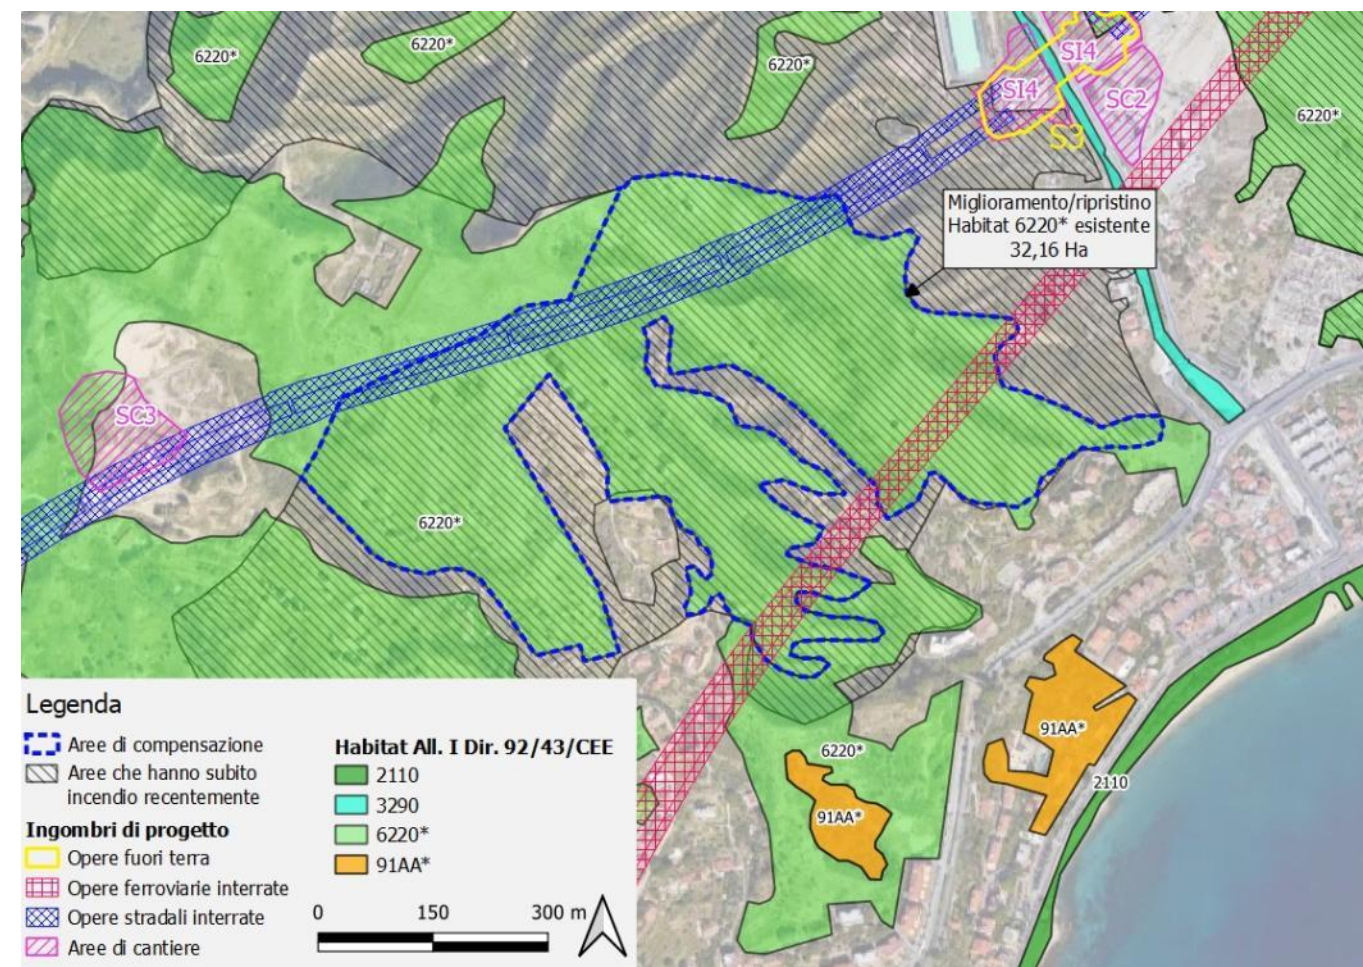 6220*
6220*
6220*
6220*
SI4
SI4
SC2
S3
Miglioramento/ripristino
Habitat 6220* esistente
32,16 Ha
SC3
6220*
6220*
91AA*
91AA*
2110
Legenda
Aree di compensazione
Aree che hanno subito
incendio recentemente
Ingombri di progetto
Opere fuori terra
Opere ferroviarie interrate
Opere stradali interrate
Aree di cantiere
Habitat All. I Dir. 92/43/CEE
2110
3290
6220*
91AA*
0 150 300 m